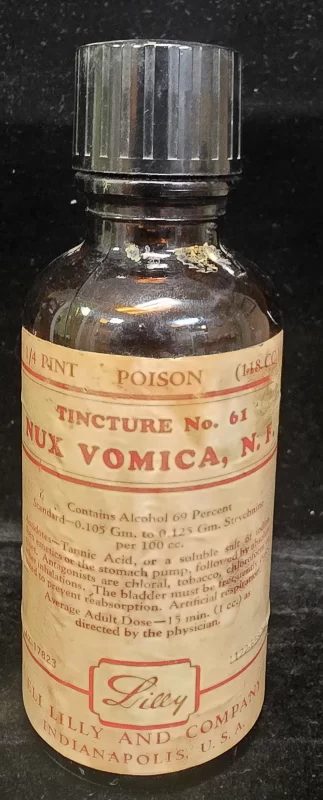 1/4 PINT POISON (118 CC.)
TINCTURE No. 61
NUX VOMICA, N. F.
Contains Alcohol 69 Percent
Standard—0.105 Gm. to 0.125 Gm. Strychnine
per 100 cc.
Antidotes—Tannic Acid, or a soluble salt of
emetics or the stomach pump, followed by
Antagonists are chloral, tobacco, chloroform
inhalations. The bladder must be
to prevent reabsorption. Artificial respiration
Average Adult Dose—15 min. (1 cc.) as
directed by the physician.
Lilly
ELI LILLY AND COMPANY
INDIANAPOLIS, U. S. A.